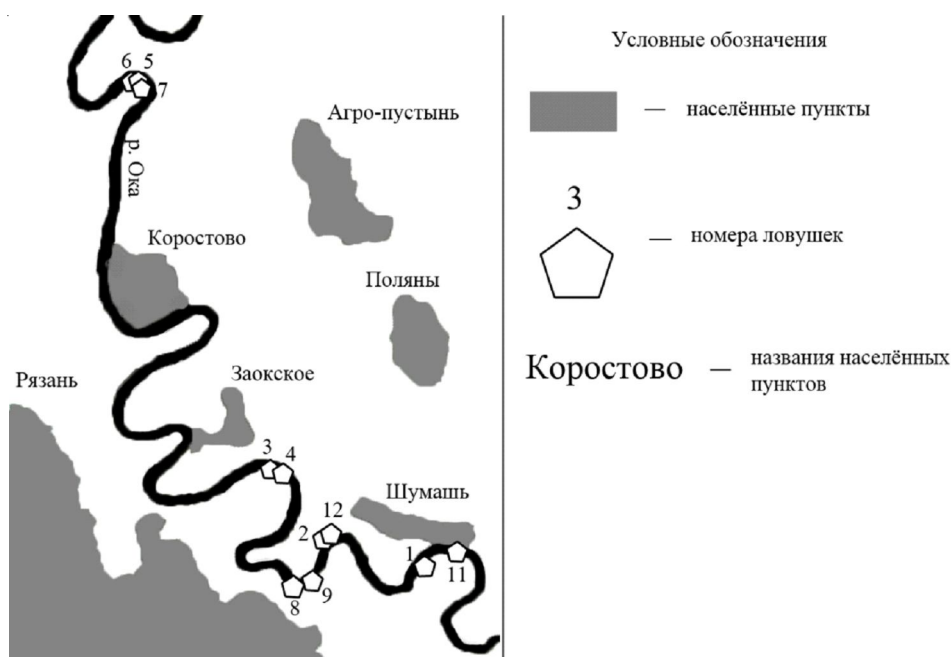 6 5
7
р. Ока
Агро-пустынь
Коростово
Поляны
Рязань
Заокское
3 4
Шумашь
12
2
1
11
8 9
Условные обозначения
— населённые пункты
3
— номера ловушек
Коростово — названия населённых
пунктов